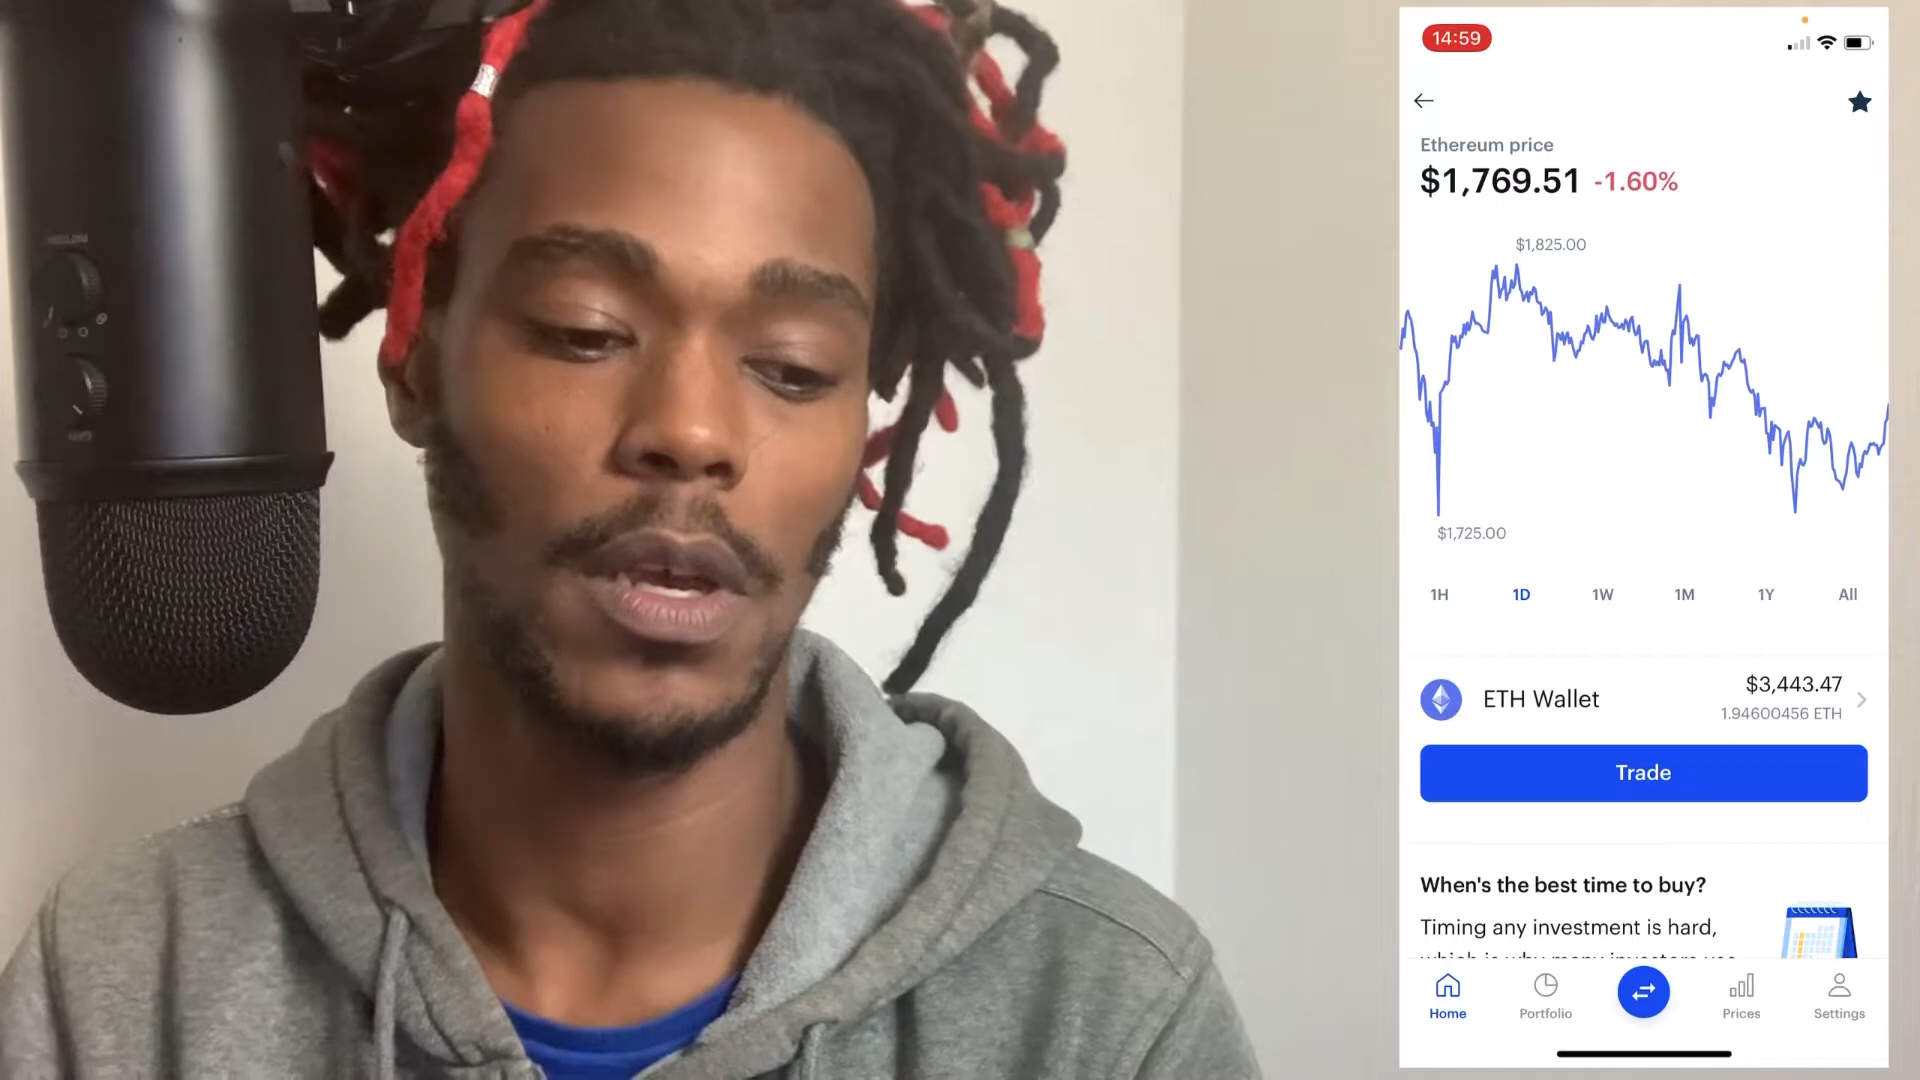 14:59
Ethereum price
$1,769.51 -1.60%
$1,825.00
$1,725.00
1H 1D 1W 1M 1Y All
ETH Wallet
$3,443.47
1.94600456 ETH
Trade
When's the best time to buy?
Timing any investment is hard,
Home Portfolio Prices Settings